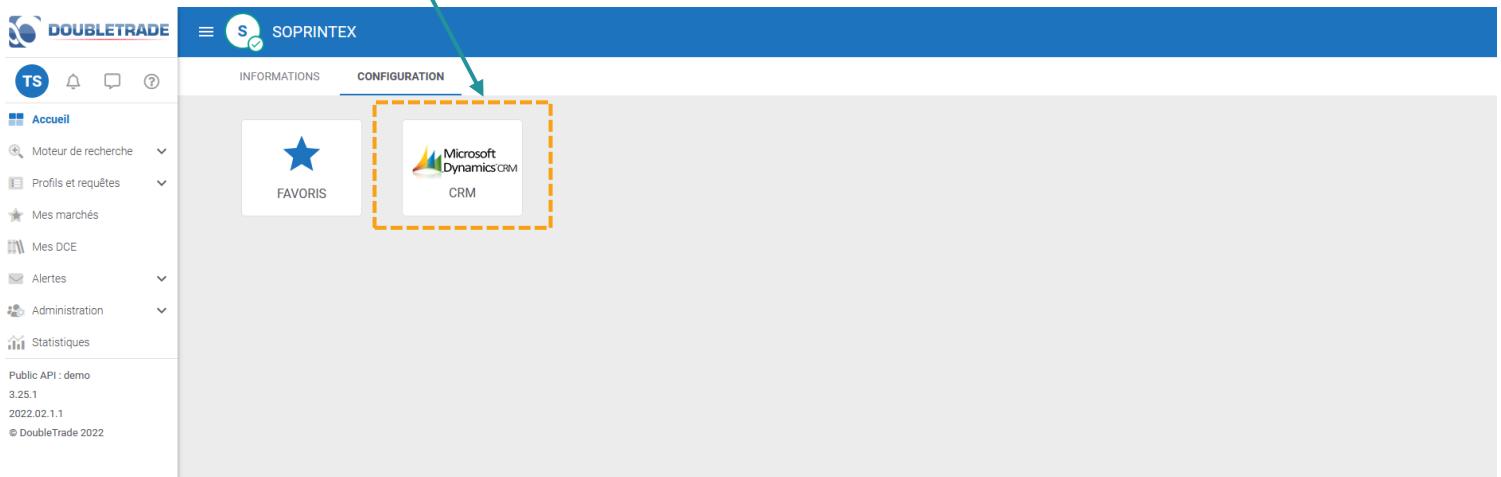 DOUBLETRADE
S
SOPRINTEX
TS
INFORMATIONS
CONFIGURATION
Accueil
Moteur de recherche
Profils et requêtes
Mes marchés
Mes DCE
Alertes
Administration
Statistiques
Public API : demo
3.25.1
2022.02.1.1
© DoubleTrade 2022
FAVORIS
Microsoft
Dynamics CRM
CRM